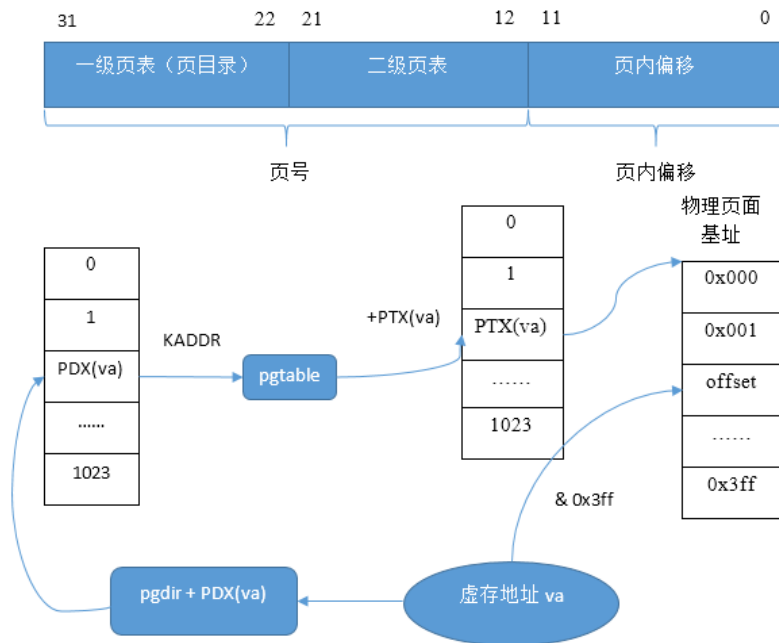 31 22 21 12 11 0
一级页表（页目录） 二级页表 页内偏移
页号 页内偏移
物理页面
基址
0
1
PDX(va)
......
1023
KADDR
pgtable
+PTX(va)
0
1
PTX(va)
……
1023
0x000
0x001
offset
……
0x3ff
& 0x3ff
pgdir + PDX(va)
虚存地址 va